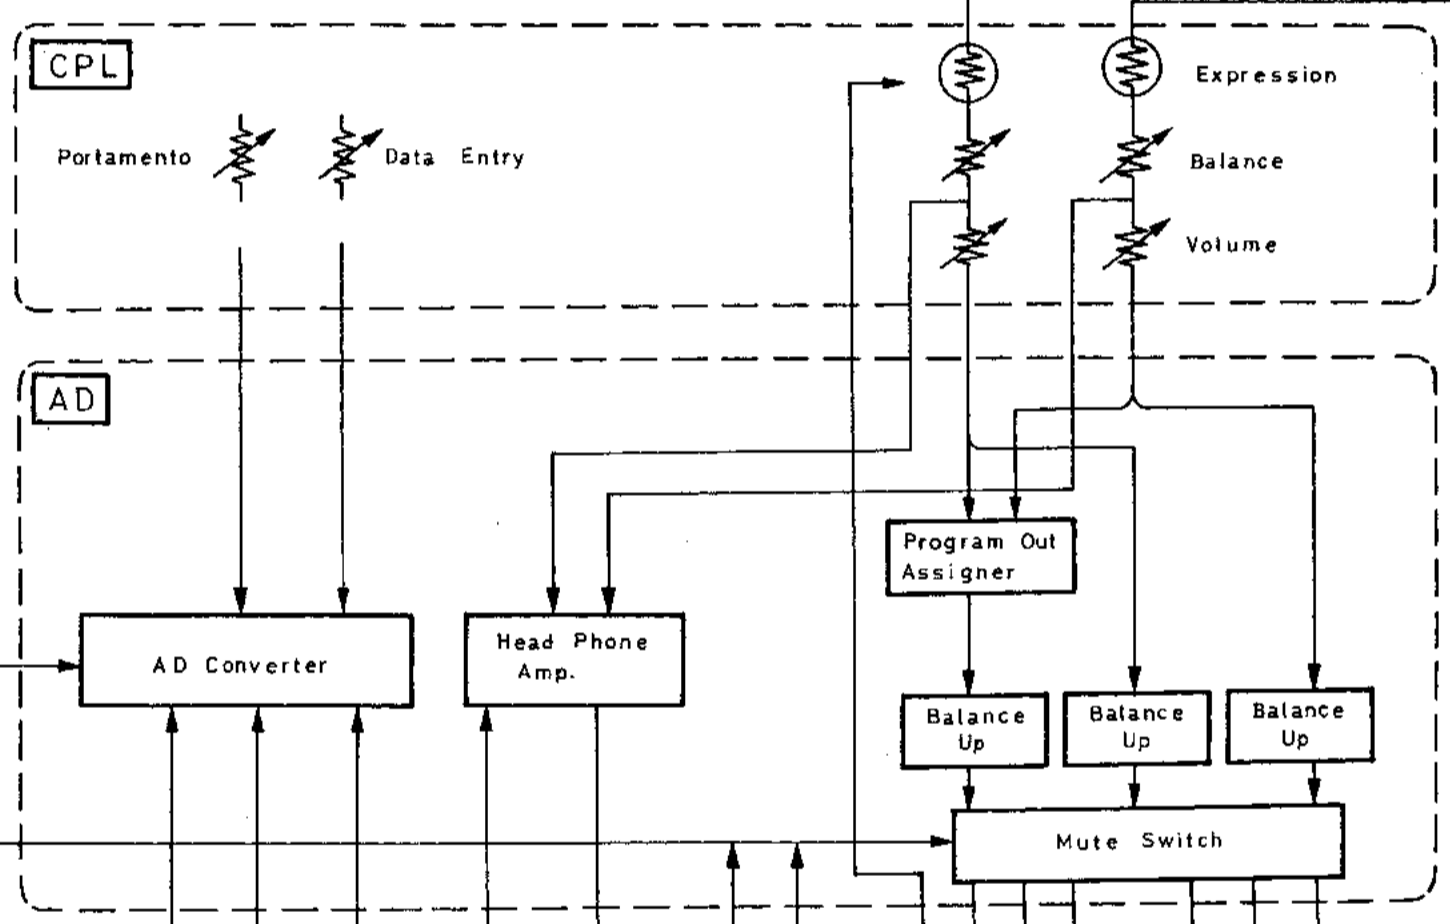 CPL
Expression
Portamento
Data Entry
Balance
Volume
AD
Program Out
Assigner
Head Phone
Amp.
AD Converter
Balance
Up
Balance
Up
Balance
Up
Mute Switch